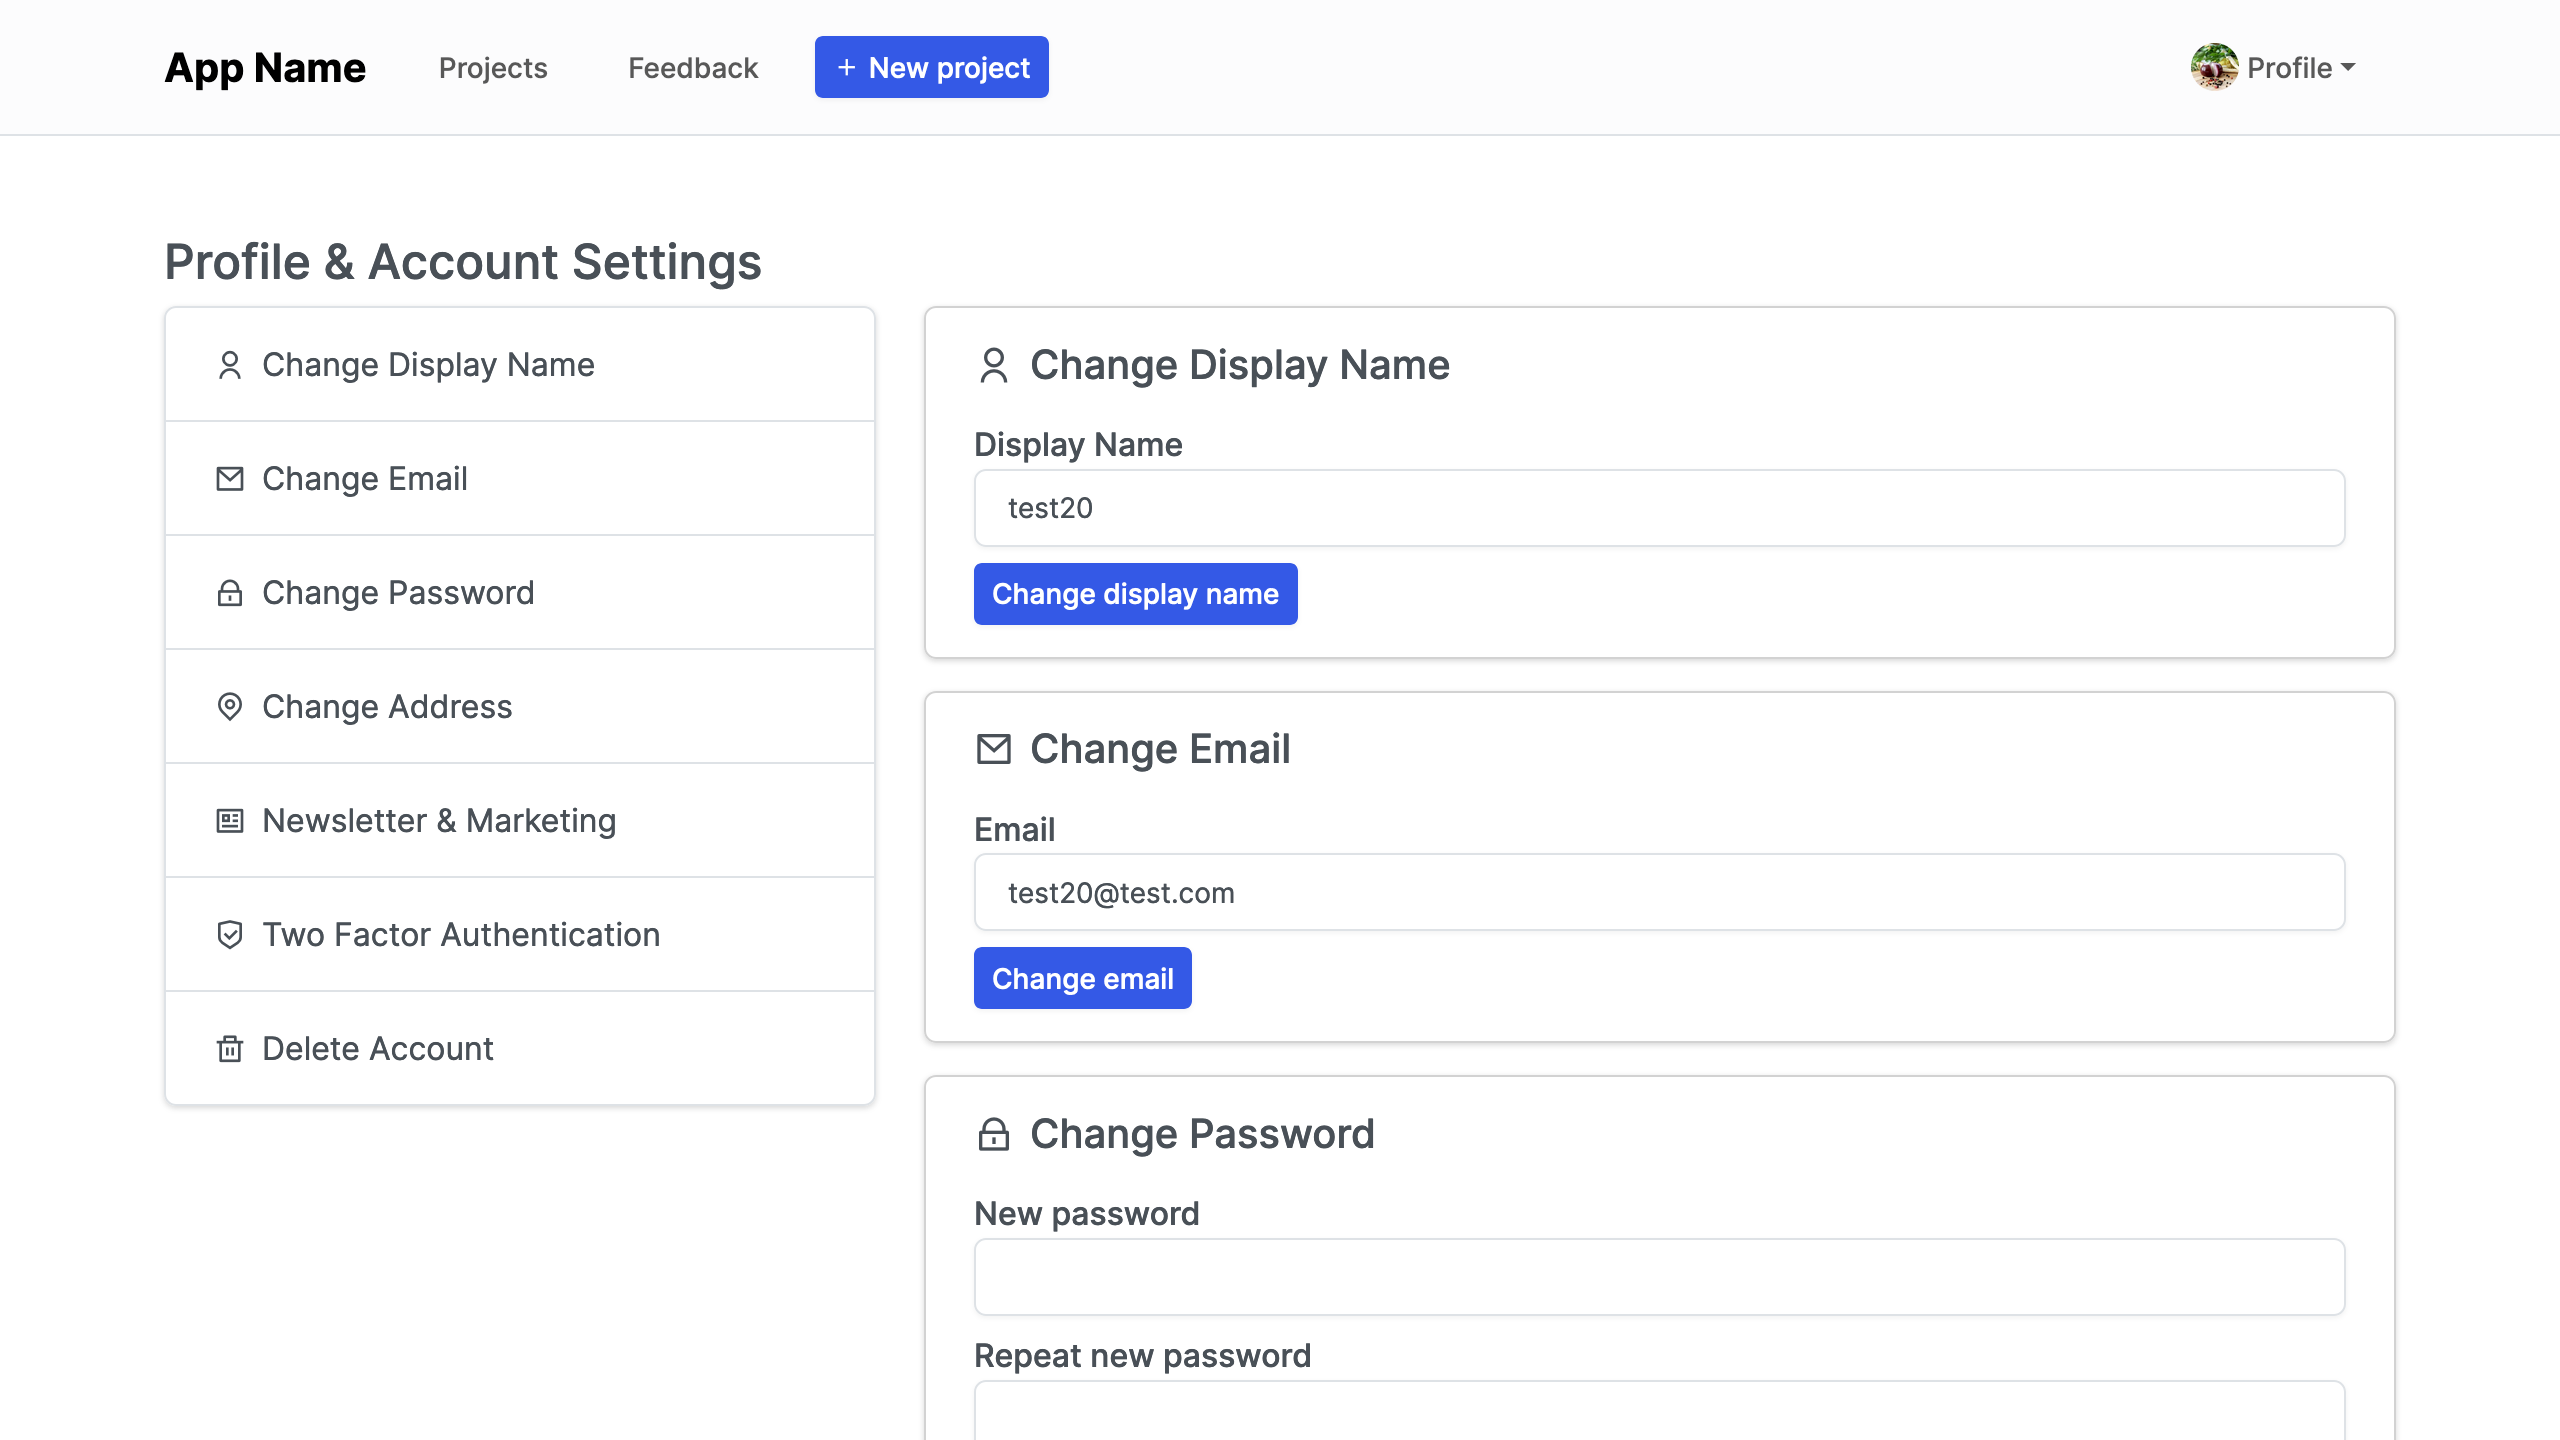 App Name
Projects
Feedback
+ New project
Profile
Profile & Account Settings
Change Display Name
Change Email
Change Password
Change Address
Newsletter & Marketing
Two Factor Authentication
Delete Account
Change Display Name
Display Name
test20
Change display name
Change Email
Email
test20@test.com
Change email
Change Password
New password
Repeat new password